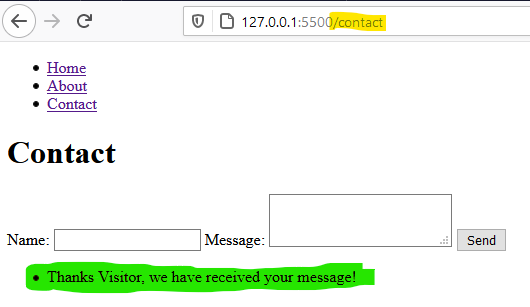 127.0.0.1:5500/contact
Home
About
Contact
Contact
Name: Message: Send
Thanks Visitor, we have received your message!